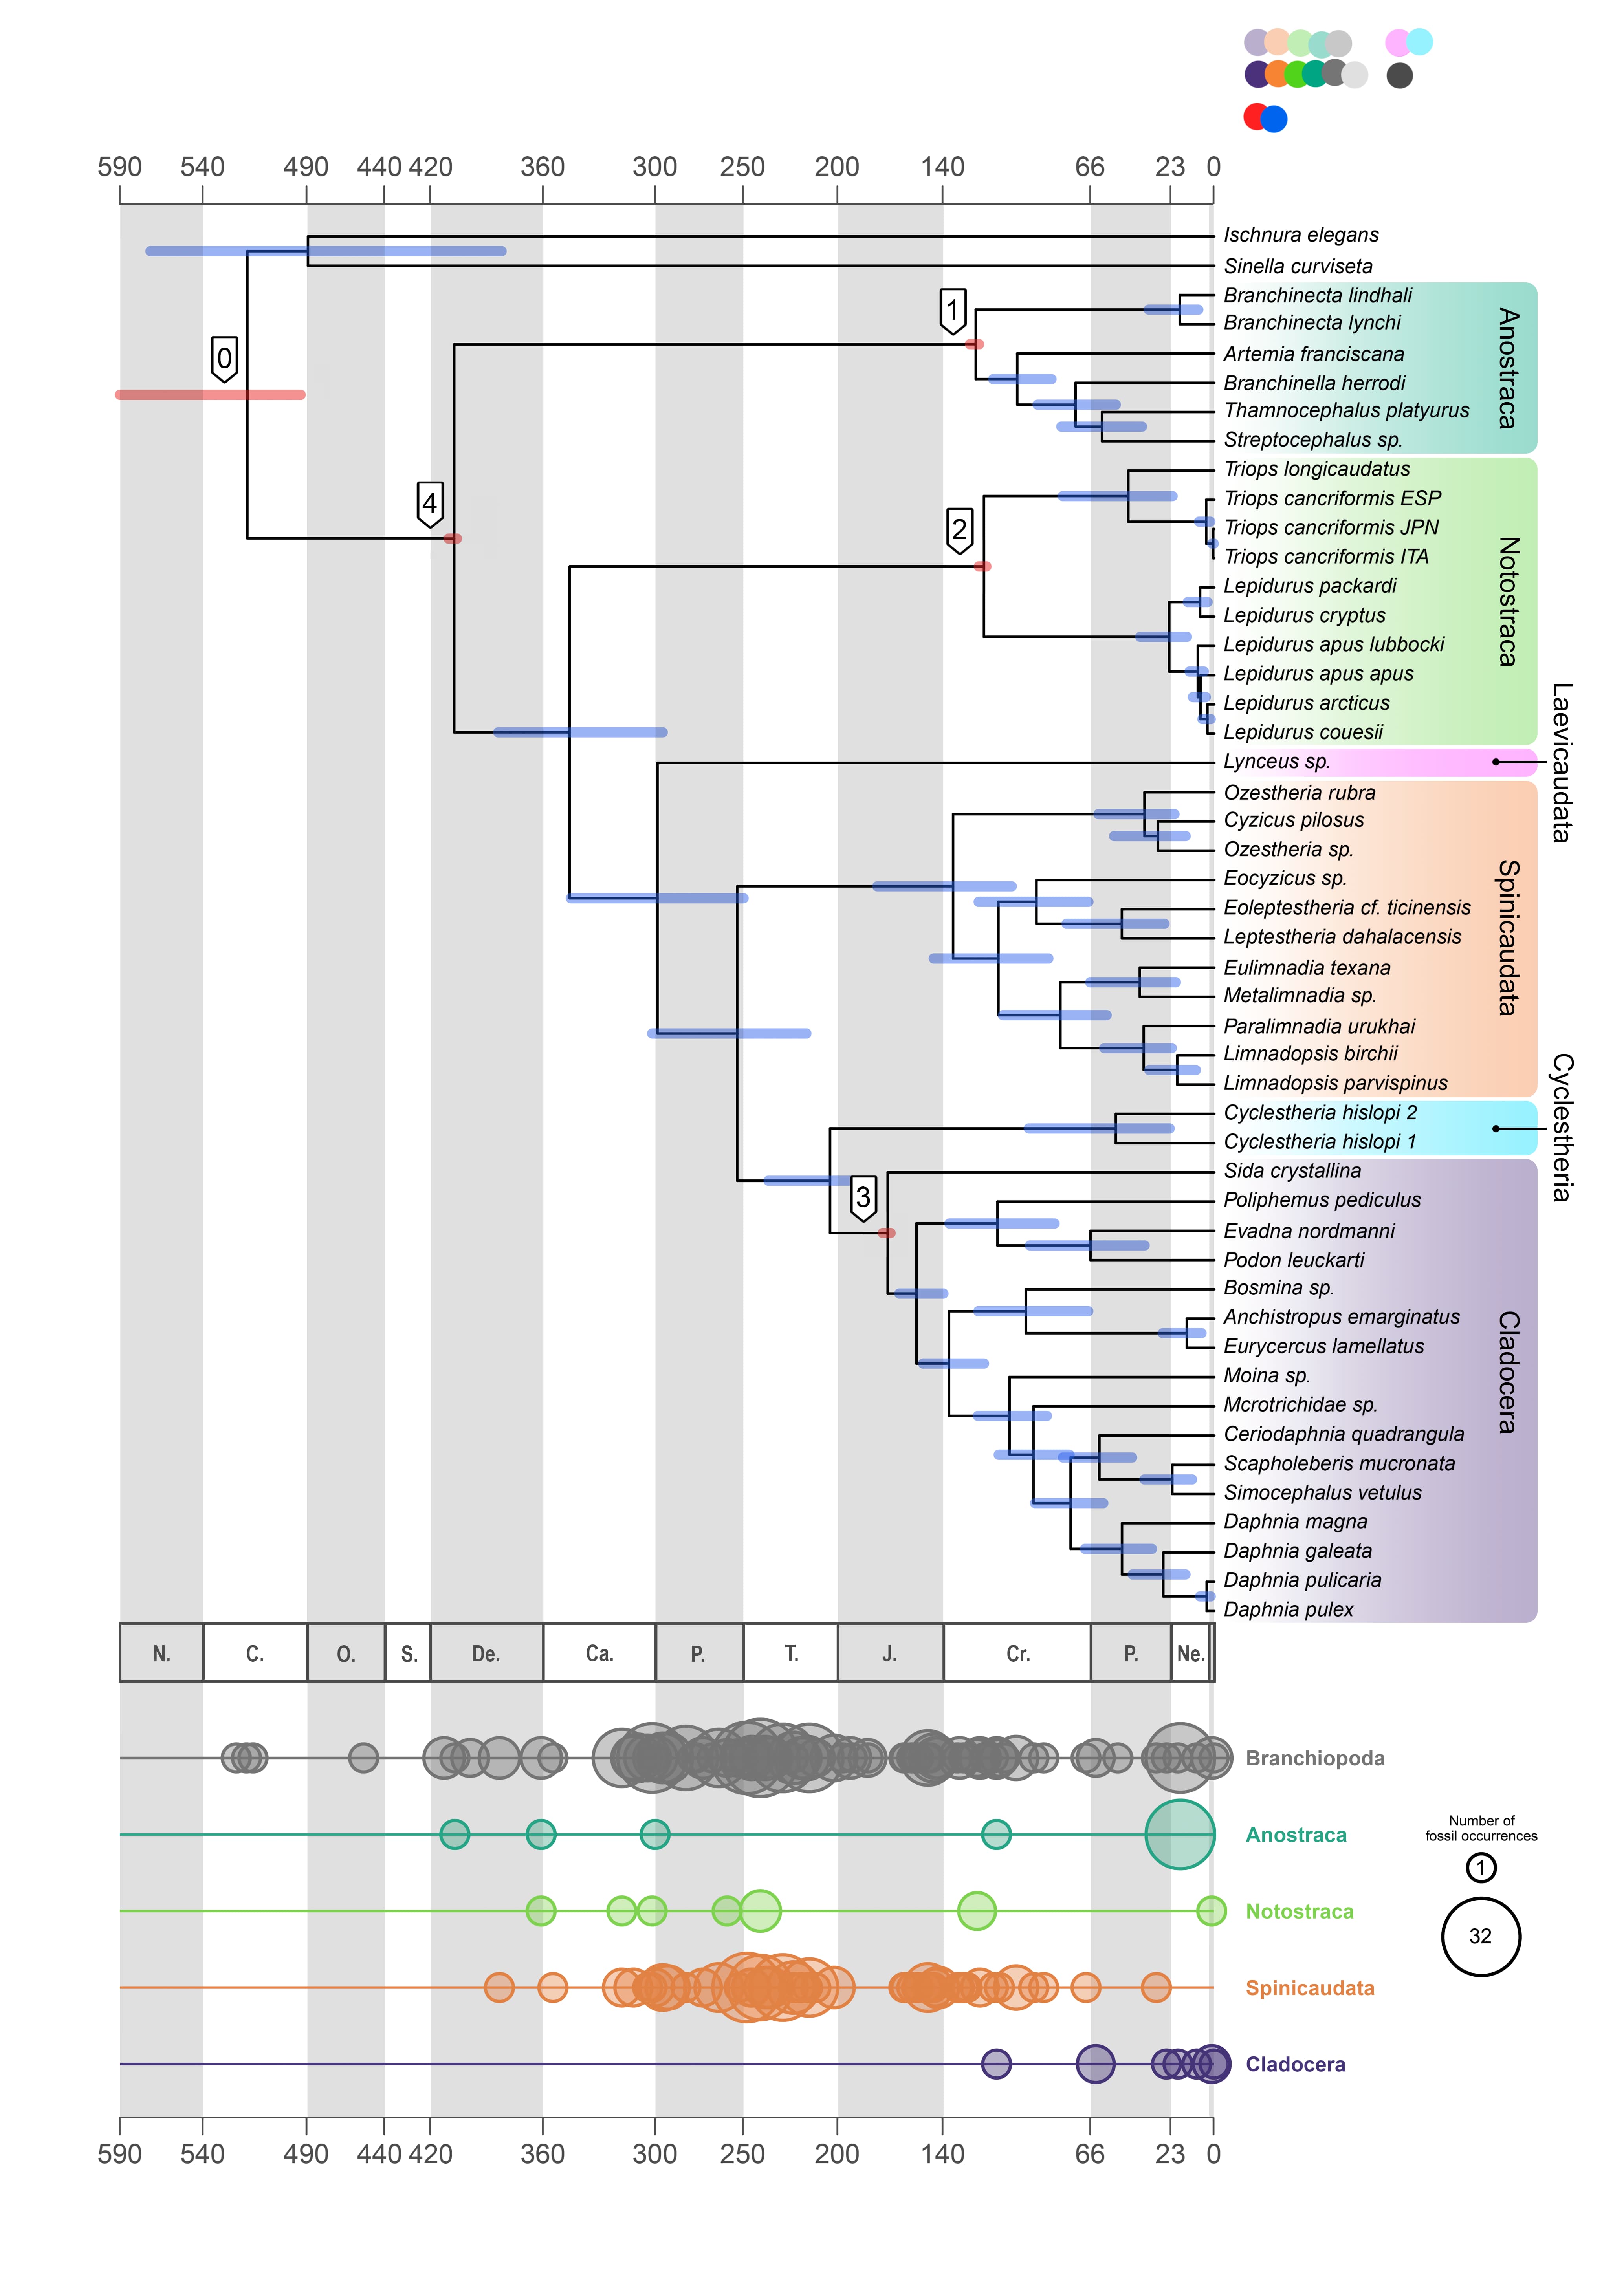 590 540 490 440 420 360 300 250 200 140 66 23 0
Ischnura elegans
Sinella curviseta
Branchinecta lindhali
Branchinecta lynchi
Artemia franciscana
Branchinella herrodi
Thamnocephalus platyurus
Streptocephalus sp.
Anostraca
Triops longicaudatus
Triops cancriformis ESP
Triops cancriformis JPN
Triops cancriformis ITA
Lepidurus packardi
Lepidurus cryptus
Lepidurus apus lubbocki
Lepidurus apus apus
Lepidurus arcticus
Lepidurus couesii
Notostraca
Lynceus sp.
Laevicaudata
Ozestheria rubra
Cyzicus pilosus
Ozestheria sp.
Eocyzicus sp.
Eoleptestheria cf. ticinensis
Leptestheria dahalacensis
Eulimnadia texana
Metalimnadia sp.
Paralimnadia urukhai
Limnadopsis birchii
Limnadopsis parvispinus
Spinicaudata
Cyclestheria hislopi 2
Cyclestheria hislopi 1
Cyclestheria
Sida crystallina
Poliphemus pediculus
Evadna nordmanni
Podon leuckarti
Bosmina sp.
Anchistropus emarginatus
Eurycercus lamellatus
Moina sp.
Mcrotrichidae sp.
Ceriodaphnia quadrangula
Scapholeberis mucronata
Simocephalus vetulus
Daphnia magna
Daphnia galeata
Daphnia pulicaria
Daphnia pulex
Cladocera
0
1
2
3
4
N. C. O. S. De. Ca. P. T. J. Cr. P. Ne.
Branchiopoda
Anostraca
Notostraca
Spinicaudata
Cladocera
Number of
fossil occurrences
1
32
590 540 490 440 420 360 300 250 200 140 66 23 0